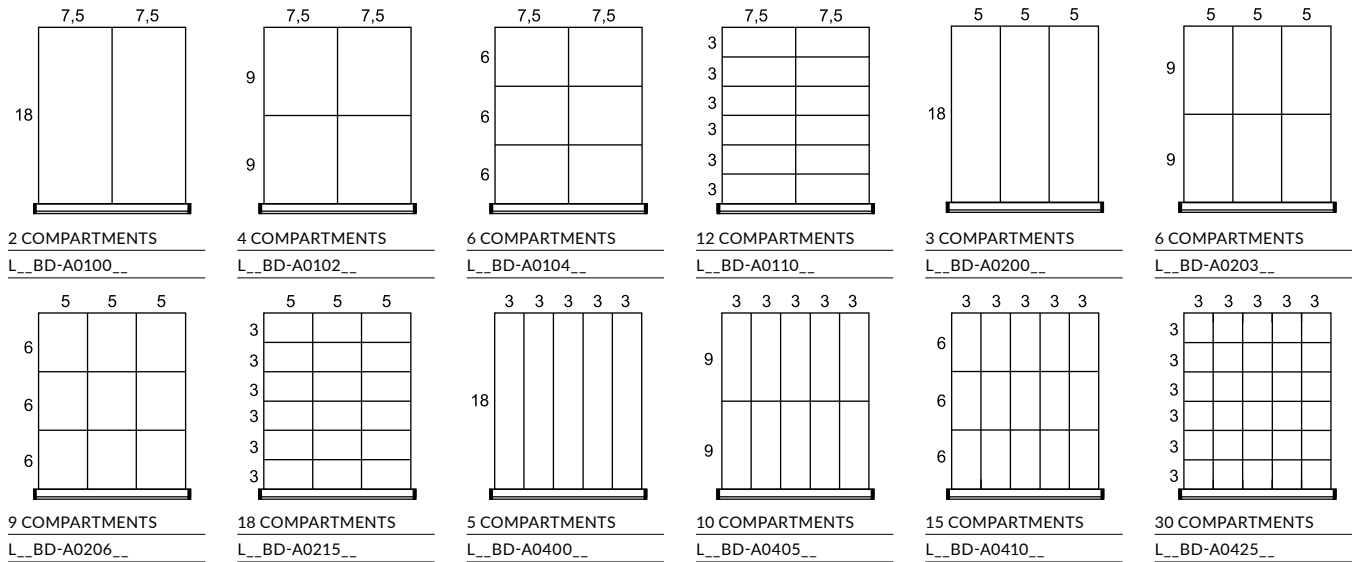 7,5 7,5
18
2 COMPARTMENTS
L__BD-A0100__
7,5 7,5
9
9
4 COMPARTMENTS
L__BD-A0102__
7,5 7,5
6
6
6
6 COMPARTMENTS
L__BD-A0104__
7,5 7,5
3
3
3
3
3
3
12 COMPARTMENTS
L__BD-A0110__
5 5 5
18
3 COMPARTMENTS
L__BD-A0200__
5 5 5
9
9
6 COMPARTMENTS
L__BD-A0203__
5 5 5
6
6
6
9 COMPARTMENTS
L__BD-A0206__
5 5 5
3
3
3
3
3
3
18 COMPARTMENTS
L__BD-A0215__
3 3 3 3 3
18
5 COMPARTMENTS
L__BD-A0400__
3 3 3 3 3
9
9
10 COMPARTMENTS
L__BD-A0405__
3 3 3 3 3
6
6
6
15 COMPARTMENTS
L__BD-A0410__
3 3 3 3 3
3
3
3
3
3
3
30 COMPARTMENTS
L__BD-A0425__